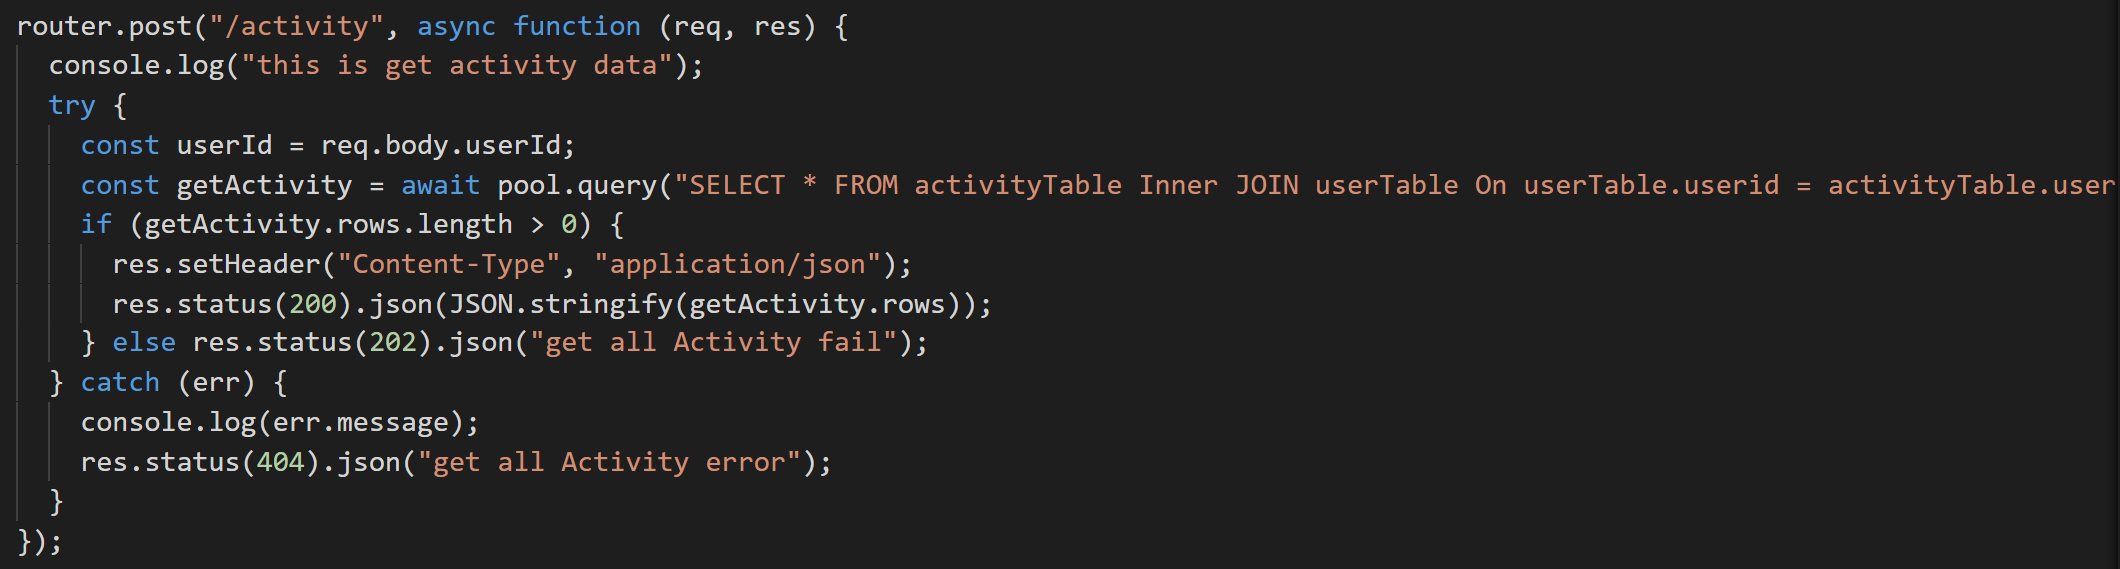 router.post("/activity", async function (req, res) {
console.log("this is get activity data");
try {
const userId = req.body.userId;
const getActivity = await pool.query("SELECT * FROM activityTable Inner JOIN userTable On userTable.userid = activityTable.user
if (getActivity.rows.length > 0) {
res.setHeader("Content-Type", "application/json");
res.status(200).json(JSON.stringify(getActivity.rows));
} else res.status(202).json("get all Activity fail");
} catch (err) {
console.log(err.message);
res.status(404).json("get all Activity error");
}
});